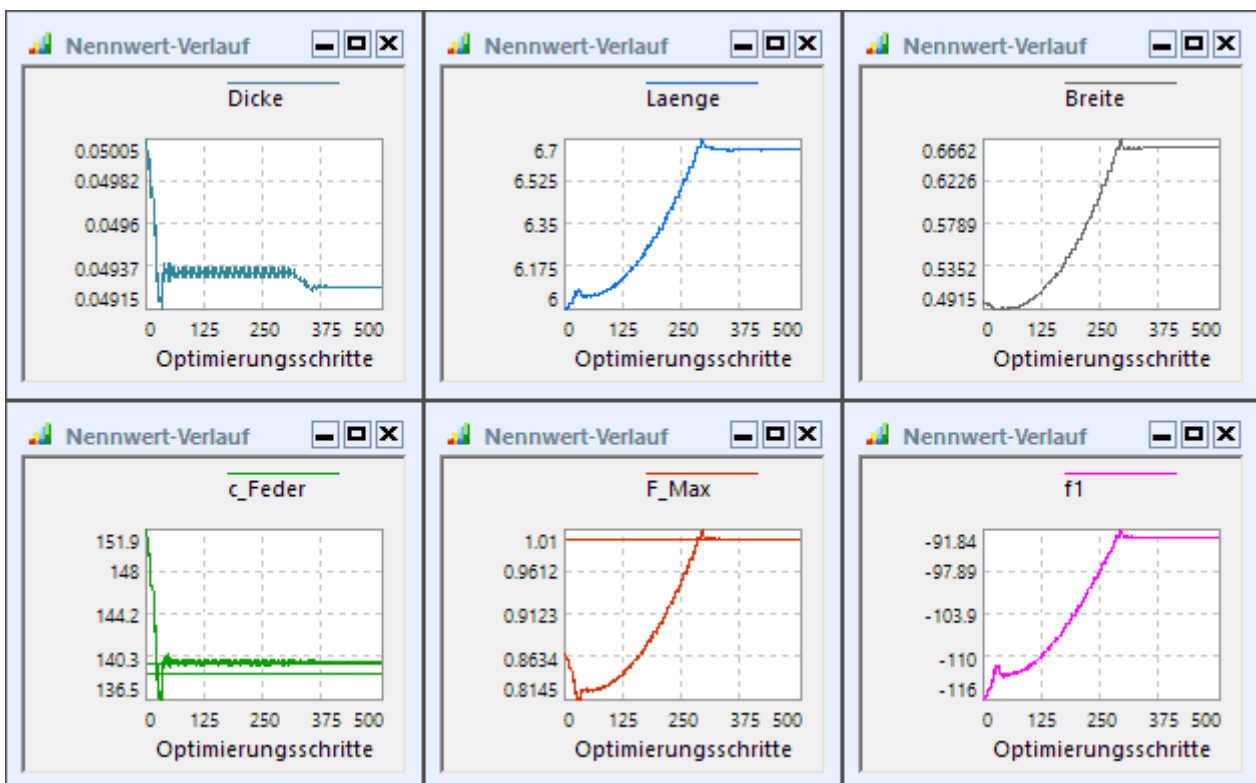 Nennwert-Verlauf
Dicke
0.05005
0.04982
0.0496
0.04937
0.04915
0 125 250 375 500
Optimierungsschritte
Nennwert-Verlauf
Laenge
6.7
6.525
6.35
6.175
6
0 125 250 375 500
Optimierungsschritte
Nennwert-Verlauf
Breite
0.6662
0.6226
0.5789
0.5352
0.4915
0 125 250 375 500
Optimierungsschritte
Nennwert-Verlauf
c_Feder
151.9
148
144.2
140.3
136.5
0 125 250 375 500
Optimierungsschritte
Nennwert-Verlauf
F_Max
1.01
0.9612
0.9123
0.8634
0.8145
0 125 250 375 500
Optimierungsschritte
Nennwert-Verlauf
f1
-91.84
-97.89
-103.9
-110
-116
0 125 250 375 500
Optimierungsschritte